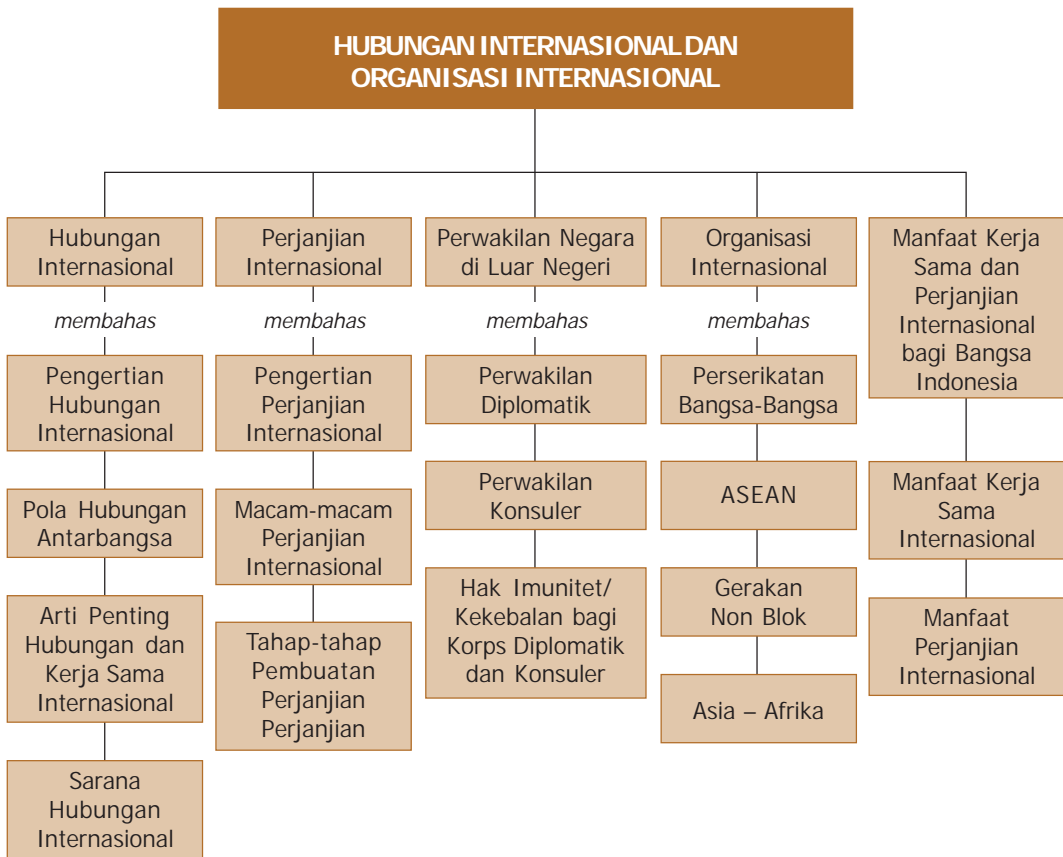 HUBUNGAN INTERNASIONAL DAN
ORGANISASI INTERNASIONAL
Hubungan
Internasional
membahas
Pengertian
Hubungan
Internasional
Pola Hubungan
Antarbangsa
Arti Penting
Hubungan dan
Kerja Sama
Internasional
Sarana
Hubungan
Internasional
Perjanjian
Internasional
membahas
Pengertian
Perjanjian
Internasional
Macam-macam
Perjanjian
Internasional
Tahap-tahap
Pembuatan
Perjanjian
Perjanjian
Perwakilan Negara
di Luar Negeri
membahas
Perwakilan
Diplomatik
Perwakilan
Konsuler
Hak Imunitet/
Kekebalan bagi
Korps Diplomatik
dan Konsuler
Organisasi
Internasional
membahas
Perserikatan
Bangsa-Bangsa
ASEAN
Gerakan
Non Blok
Asia – Afrika
Manfaat Kerja
Sama dan
Perjanjian
Internasional
bagi Bangsa
Indonesia
Manfaat Kerja
Sama
Internasional
Manfaat
Perjanjian
Internasional